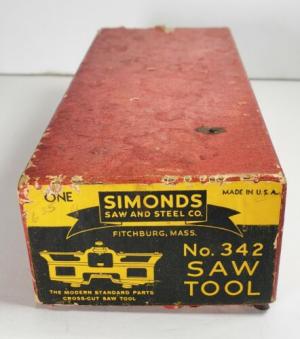 ONE
SIMONDS
SAW AND STEEL CO.
MADE IN U.S.A.
FITCHBURG, MASS.
No. 342
SAW
TOOL
THE MODERN STANDARD PARTS
CROSS-CUT SAW TOOL